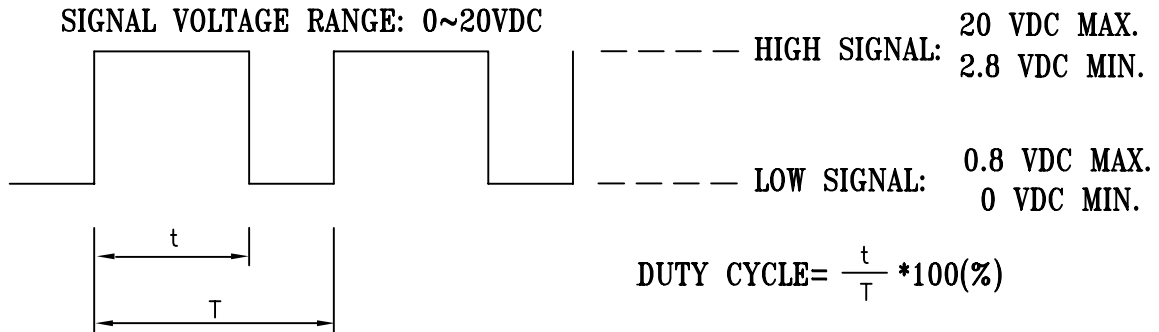 SIGNAL VOLTAGE RANGE: 0~20VDC
HIGH SIGNAL: 20 VDC MAX.
2.8 VDC MIN.
LOW SIGNAL: 0.8 VDC MAX.
0 VDC MIN.
t
T
DUTY CYCLE= t/T *100(%)